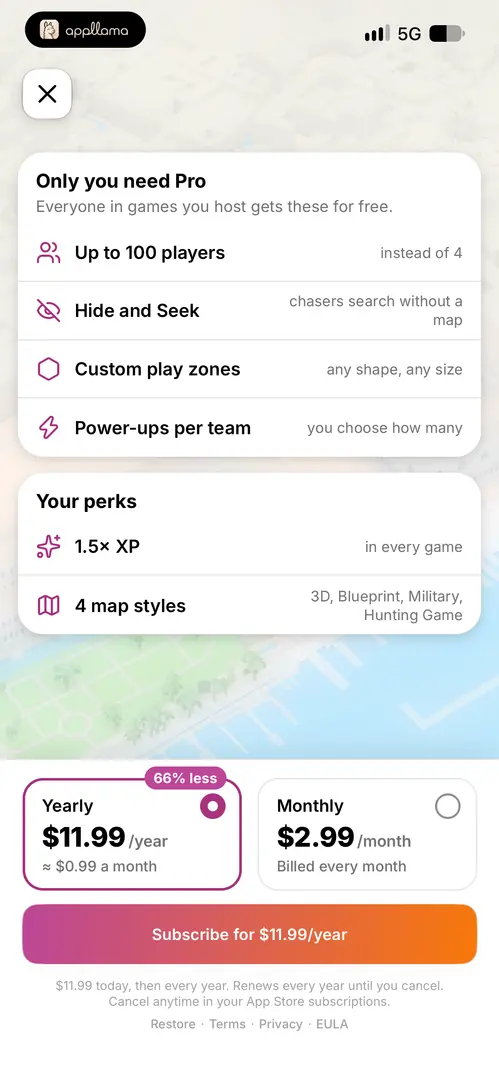 appllama
5G
Only you need Pro
Everyone in games you host gets these for free.
Up to 100 players
instead of 4
Hide and Seek
chasers search without a
map
Custom play zones
any shape, any size
Power-ups per team
you choose how many
Your perks
1.5× XP
in every game
4 map styles
3D, Blueprint, Military,
Hunting Game
66% less
Yearly
$11.99 /year
≈ $0.99 a month
Monthly
$2.99 /month
Billed every month
Subscribe for $11.99/year
$11.99 today, then every year. Renews every year until you cancel.
Cancel anytime in your App Store subscriptions.
Restore · Terms · Privacy · EULA